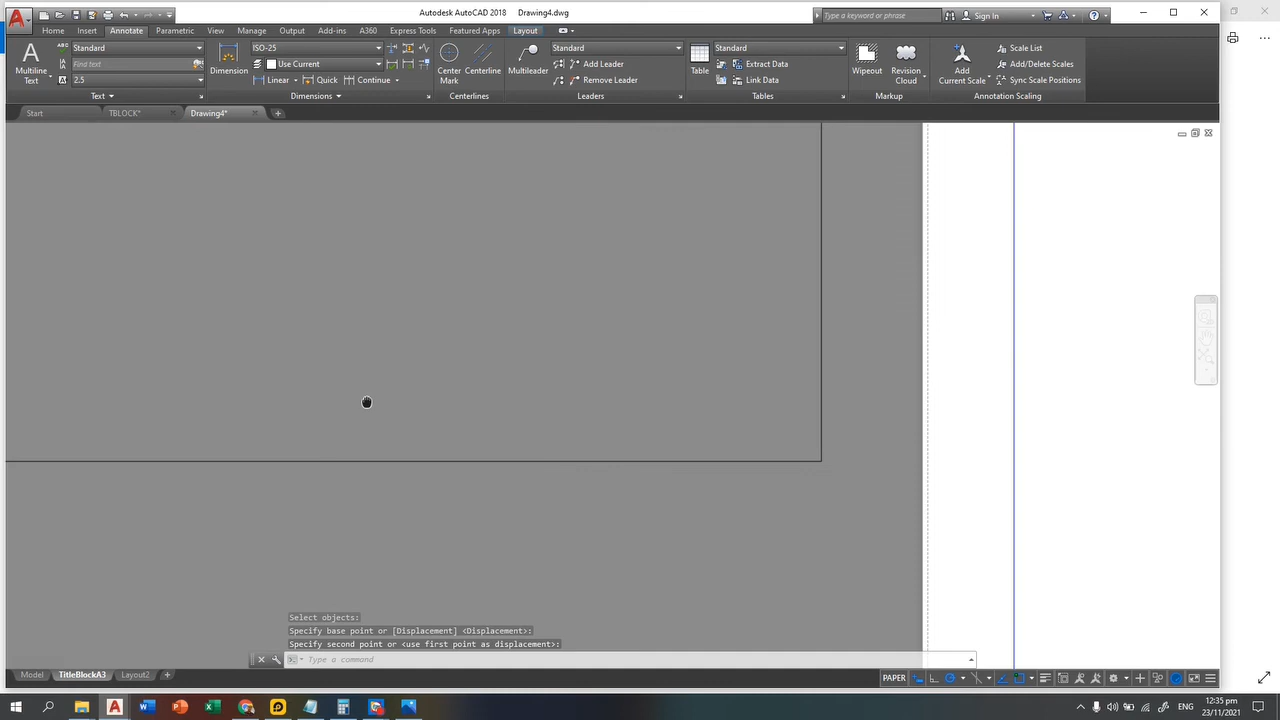 Autodesk AutoCAD 2018 Drawing4.dwg
Type a keyword or phrase
Sign In
Home Insert Annotate Parametric View Manage Output Add-ins A360 Express Tools Featured Apps Layout
Multiline Text
Standard
Find text
2.5
Text
Dimension
ISO-25
Use Current
Linear Quick Continue
Dimensions
Center Mark
Centerline
Centerlines
Multileader
Standard
Add Leader
Remove Leader
Leaders
Table
Standard
Extract Data
Link Data
Tables
Wipeout
Revision Cloud
Markup
Add Current Scale
Scale List
Add/Delete Scales
Sync Scale Positions
Annotation Scaling
Start TBLOCK* Drawing4*
Select objects:
Specify base point or [Displacement] <Displacement>:
Specify second point or <use first point as displacement>:
Type a command
Model TitleBlockA3 Layout2
PAPER
ENG
12:35 pm
23/11/2021